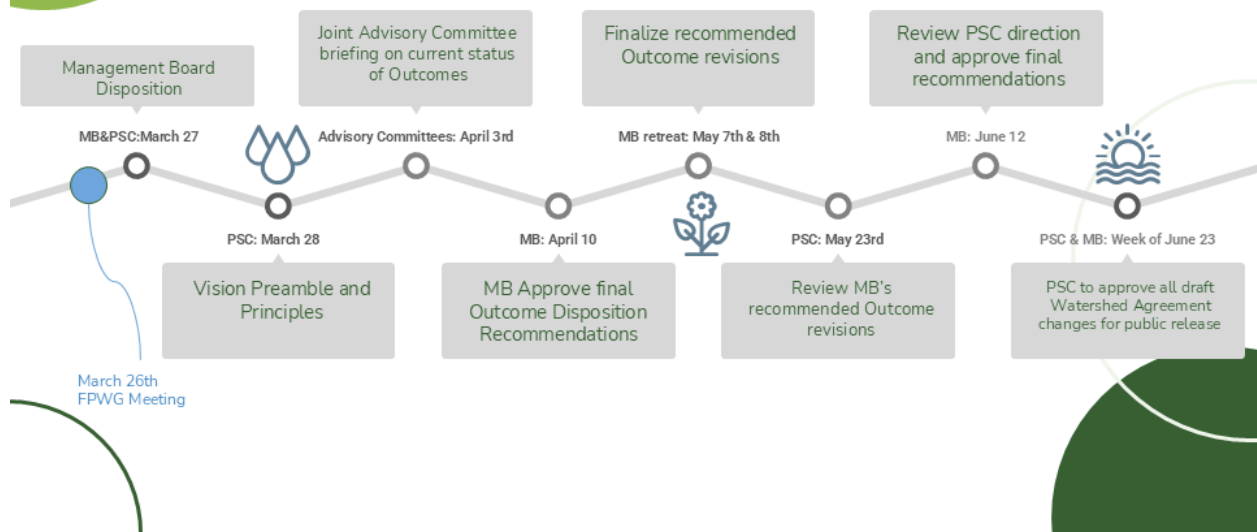 Management Board
Disposition
MB&PSC:March 27
Joint Advisory Committee
briefing on current status
of Outcomes
Advisory Committees: April 3rd
Finalize recommended
Outcome revisions
MB retreat: May 7th & 8th
Review PSC direction
and approve final
recommendations
MB: June 12
PSC: March 28
Vision Preamble and
Principles
MB: April 10
MB Approve final
Outcome Disposition
Recommendations
PSC: May 23rd
Review MB's
recommended Outcome
revisions
PSC & MB: Week of June 23
PSC to approve all draft
Watershed Agreement
changes for public release
March 26th
FPWG Meeting